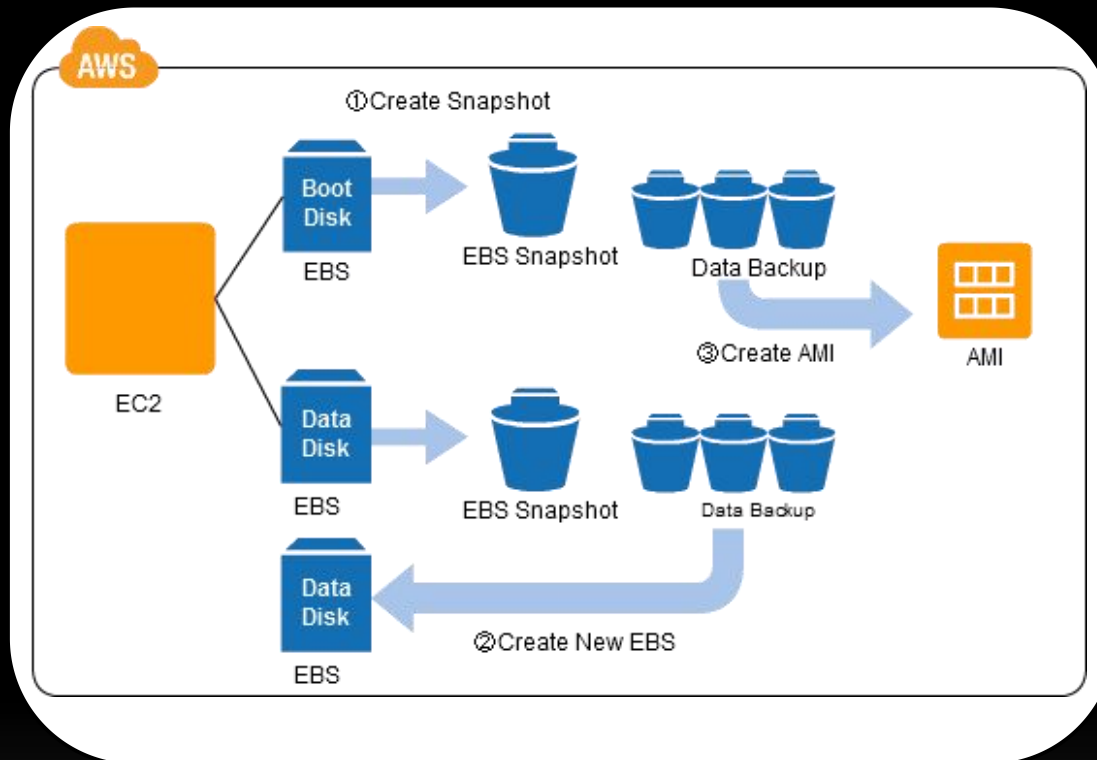 AWS
①Create Snapshot
Boot
Disk
EBS
EBS Snapshot
Data Backup
③Create AMI
AMI
EC2
Data
Disk
EBS
EBS Snapshot
Data Backup
Data
Disk
EBS
②Create New EBS